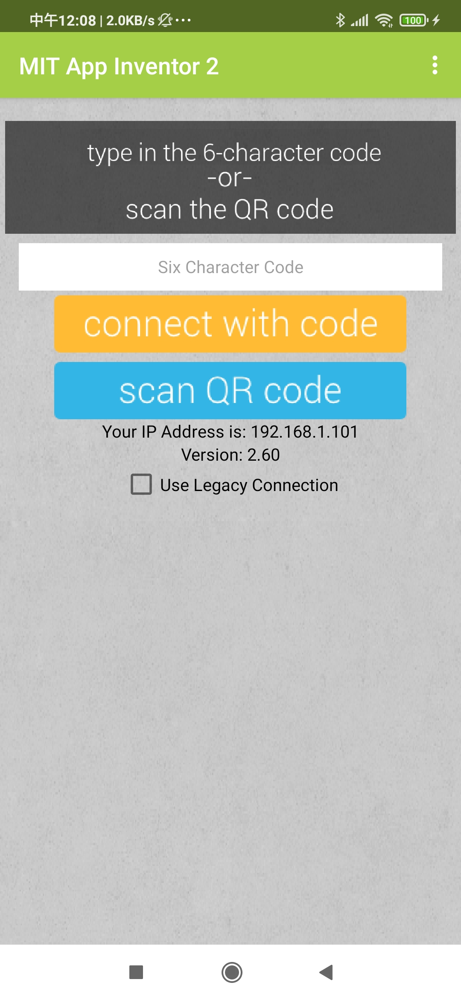 中午12:08 | 2.0KB/s
100
MIT App Inventor 2
type in the 6-character code
-or-
scan the QR code
Six Character Code
connect with code
scan QR code
Your IP Address is: 192.168.1.101
Version: 2.60
Use Legacy Connection